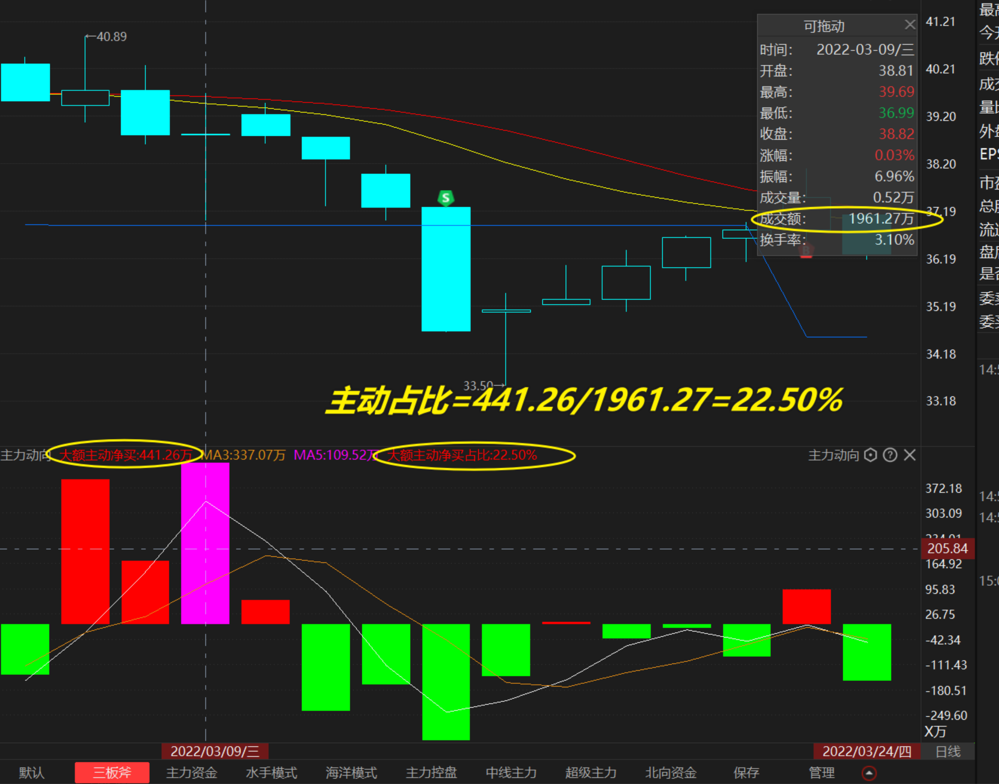 可拖动
时间: 2022-03-09/三
开盘: 38.81
最高: 39.69
最低: 36.99
收盘: 38.82
涨幅: 0.03%
振幅: 6.96%
成交量: 0.52万
成交额: 1961.27万
换手率: 3.10%
←40.89
S
B
33.50→
主动占比=441.26/1961.27=22.50%
41.21
40.21
39.20
38.20
37.19
36.19
35.19
34.18
33.18
主力动向 大额主动净买:441.26万 MA3:337.07万 MA5:109.52万 大额主动净买占比:22.50% 主力动向
372.18
303.09
205.84
164.92
95.83
26.75
-42.34
-111.43
-180.51
-249.60
X万
2022/03/09/三 2022/03/24/四 日线
默认 三板斧 主力资金 水手模式 海洋模式 主力控盘 中线主力 超级主力 北向资金 保存 管理